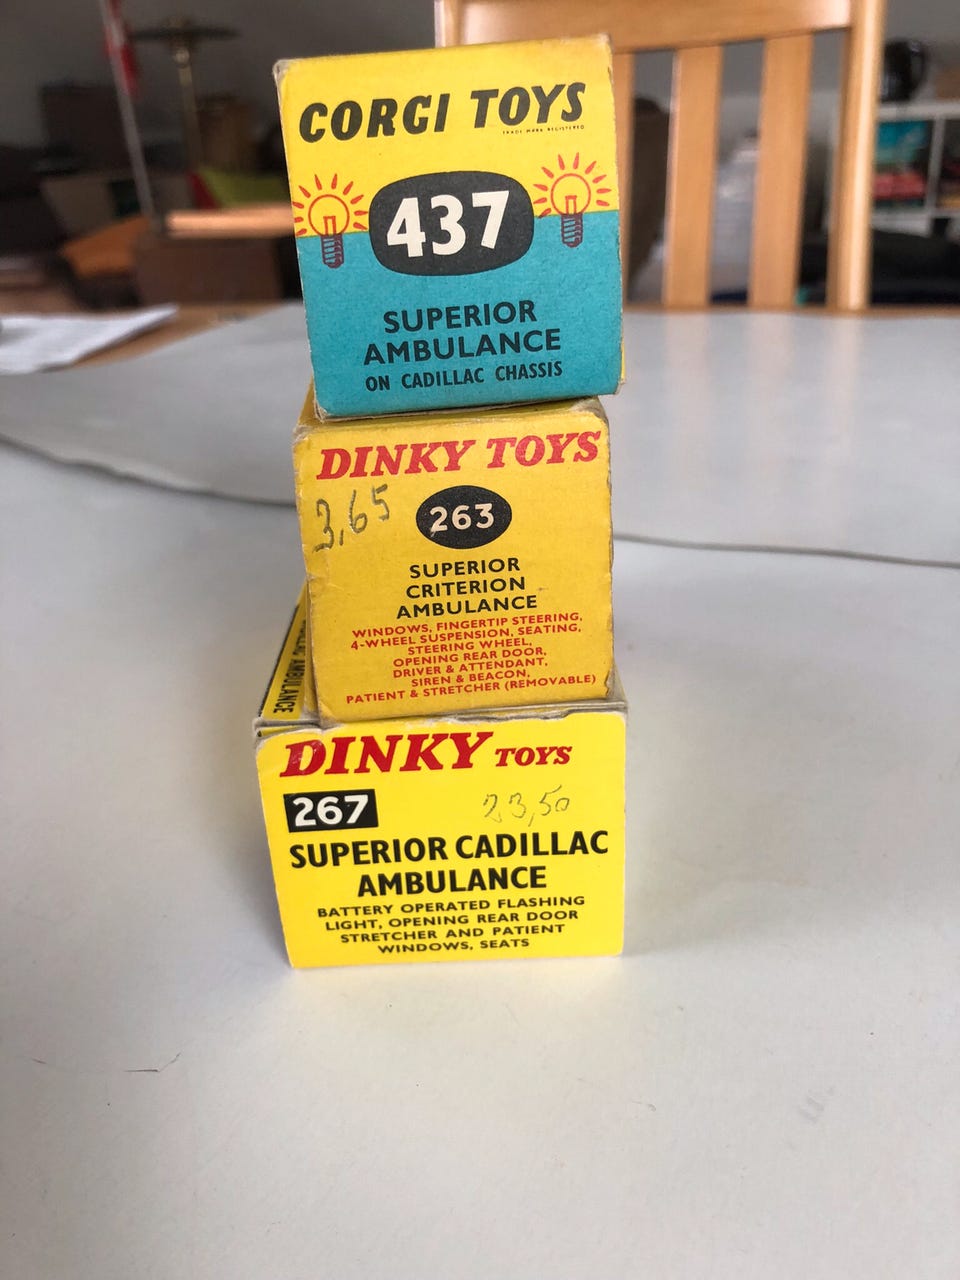 CORGI TOYS
TRADE MARK REGISTERED
437
SUPERIOR
AMBULANCE
ON CADILLAC CHASSIS
DINKY TOYS
3,65
263
SUPERIOR
CRITERION
AMBULANCE
WINDOWS, FINGERTIP STEERING,
4-WHEEL SUSPENSION, SEATING,
STEERING WHEEL,
OPENING REAR DOOR,
DRIVER & ATTENDANT,
SIREN & BEACON,
PATIENT & STRETCHER (REMOVABLE)
AMBULANCE
DINKY TOYS
267
23,50
SUPERIOR CADILLAC
AMBULANCE
BATTERY OPERATED FLASHING
LIGHT, OPENING REAR DOOR
STRETCHER AND PATIENT
WINDOWS, SEATS